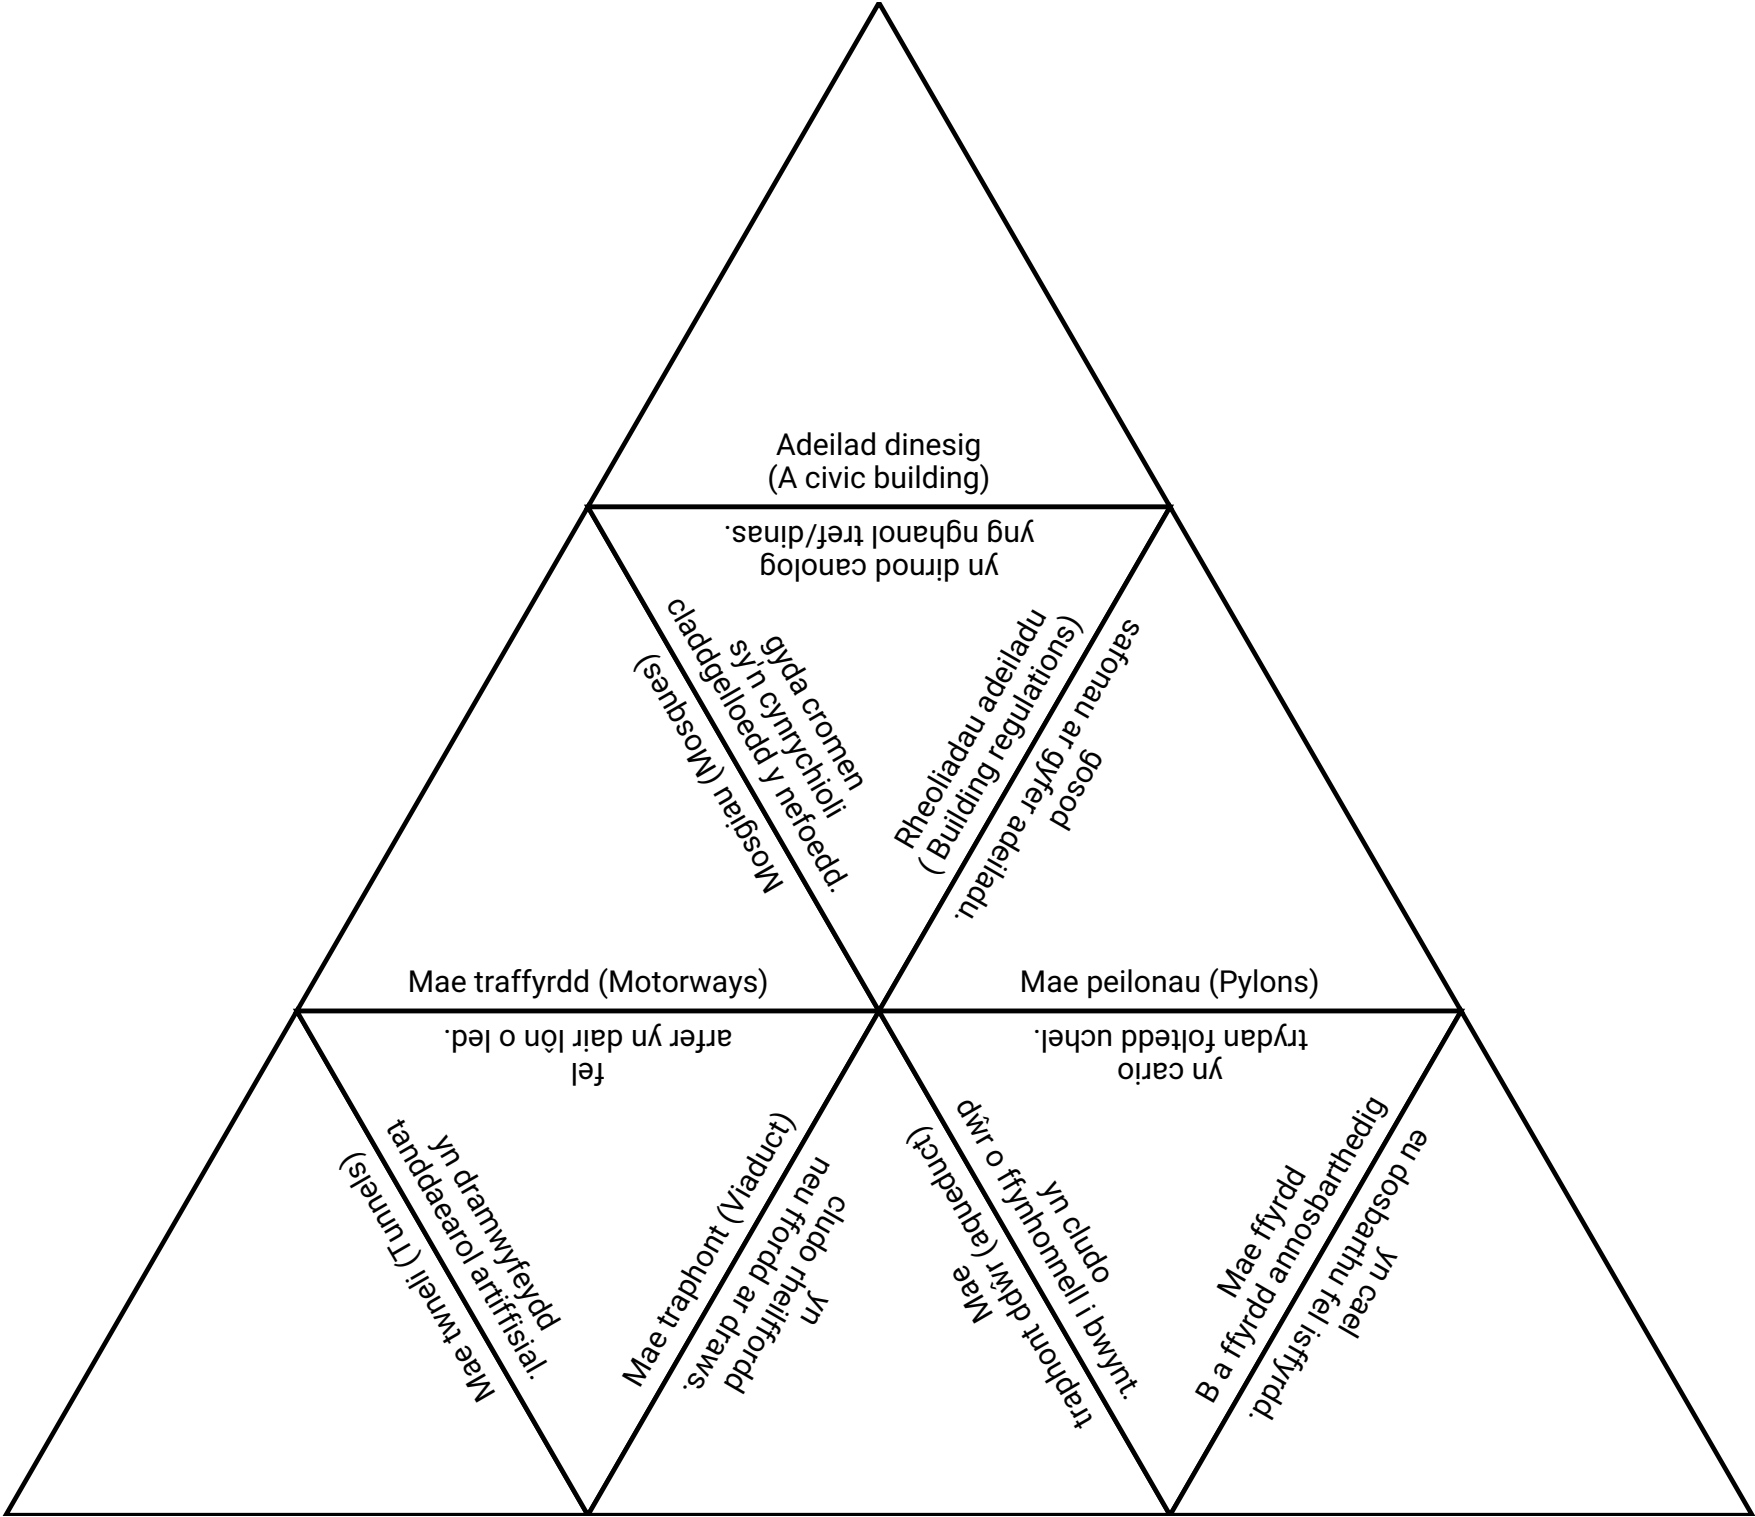 Adeilad dinesig
(A civic building)
yn dirnod canolog
yng nghanol tref/dinas.
gyda cromen
sy'n cynrychioli
claddgelloedd y nefoedd.
Mosgiau (Mosques)
Rheoliadau adeiladu
( Building regulations)
gosod
safonau ar gyfer adeiladu.
Mae traffyrdd (Motorways)
fel
arfer yn dair lôn o led.
Mae peilonau (Pylons)
yn cario
trydan foltedd uchel.
yn dramwyfeydd
tanddaearol artiffisial.
Mae twneli (Tunnels)
Mae traphont (Viaduct)
yn
cludo rheilffordd
neu ffordd ar draws.
yn cludo
dŵr o ffynhonnell i bwynt.
Mae
traphont ddŵr (aqueduct)
Mae ffyrdd
B a ffyrdd annosbarthedig
yn cael
eu dosbarthu fel isffyrdd.